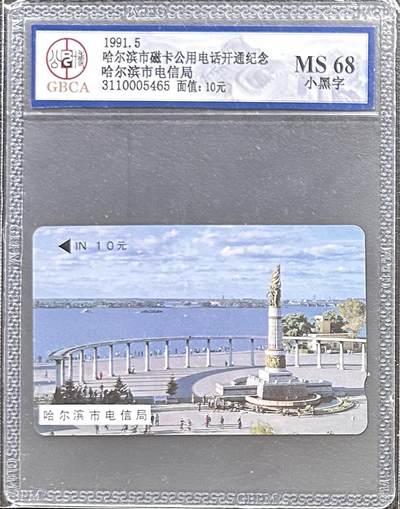 1991.5
哈尔滨市磁卡公用电话开通纪念
哈尔滨市电信局
3110005465 面值:10元
GBCA
MS 68
小黑字
IN 10元
哈尔滨市电信局